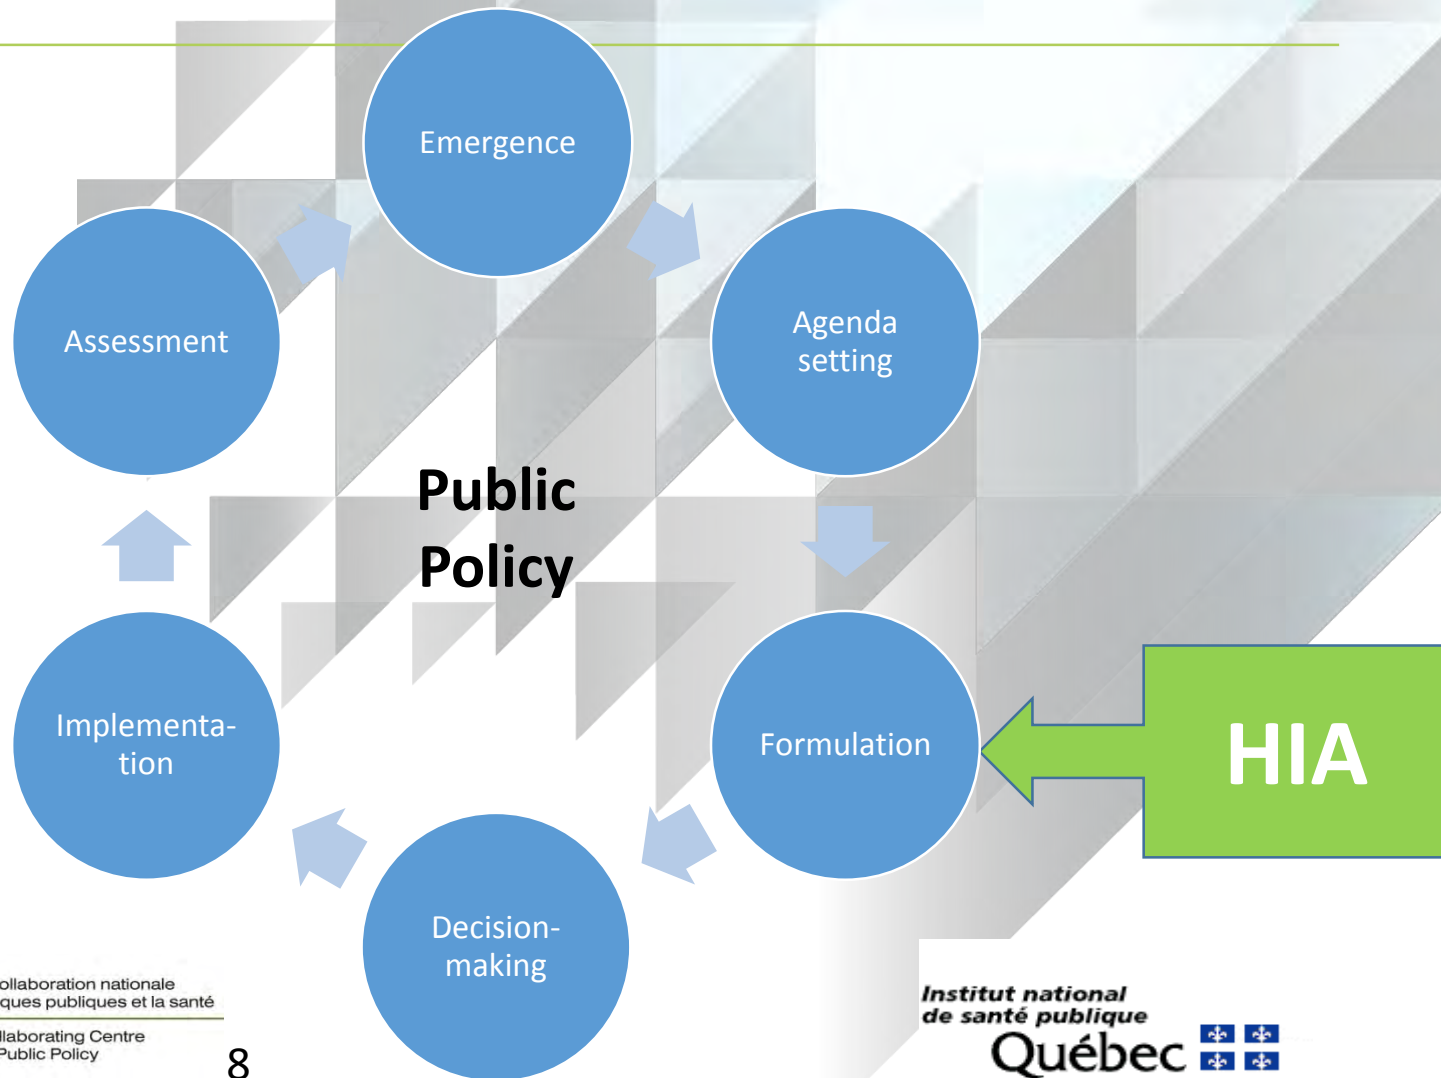 Emergence
Agenda
setting
Formulation
HIA
Decision-
making
Implementa-
tion
Assessment
Public
Policy
ollaboration nationale
ques publiques et la santé
llaborating Centre
Public Policy
8
Institut national
de santé publique
Québec